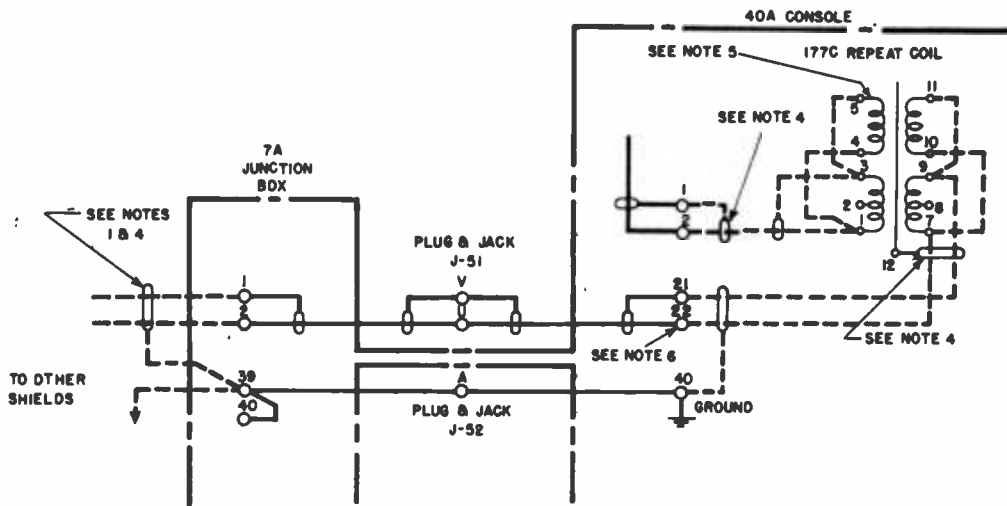 40A CONSOLE
SEE NOTE 5
177C REPEAT COIL
5
11
SEE NOTE 4
4
10
7A
JUNCTION
BOX
3
9
1
2
8
SEE NOTES
1 & 4
2
1
7
PLUG & JACK
J-51
12
1
V
21
2
U
22
SEE NOTE 6
SEE NOTE 4
TO OTHER
SHIELDS
39
A
40
40
PLUG & JACK
J-52
GROUND